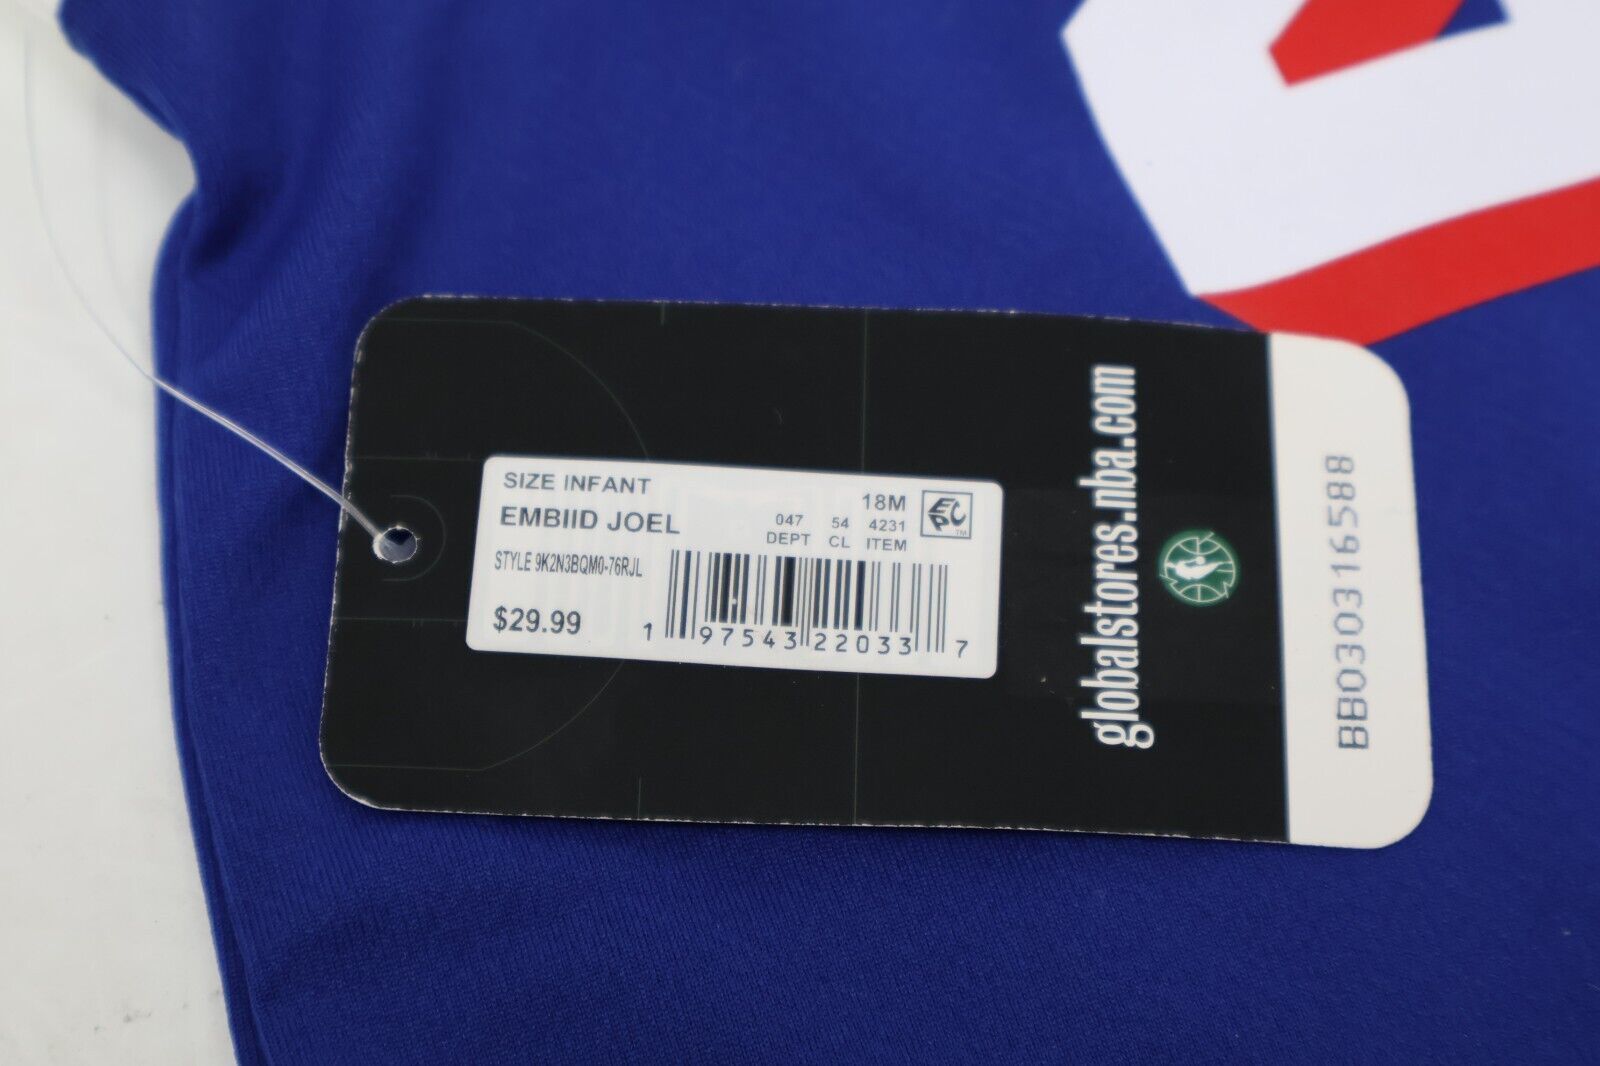 SIZE INFANT 18M
EMBIID JOEL 047 54 4231
DEPT CL ITEM
STYLE 9K2N3BQM0-76RJL
$29.99 1 97543 22033 7
globalstores.nba.com
BB030319588